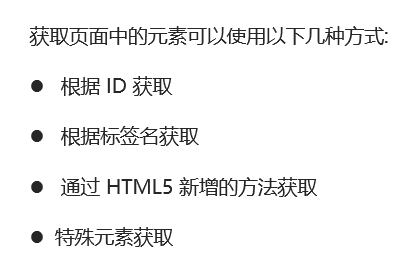 获取页面中的元素可以使用以下几种方式:
● 根据 ID 获取
● 根据标签名获取
● 通过 HTML5 新增的方法获取
● 特殊元素获取